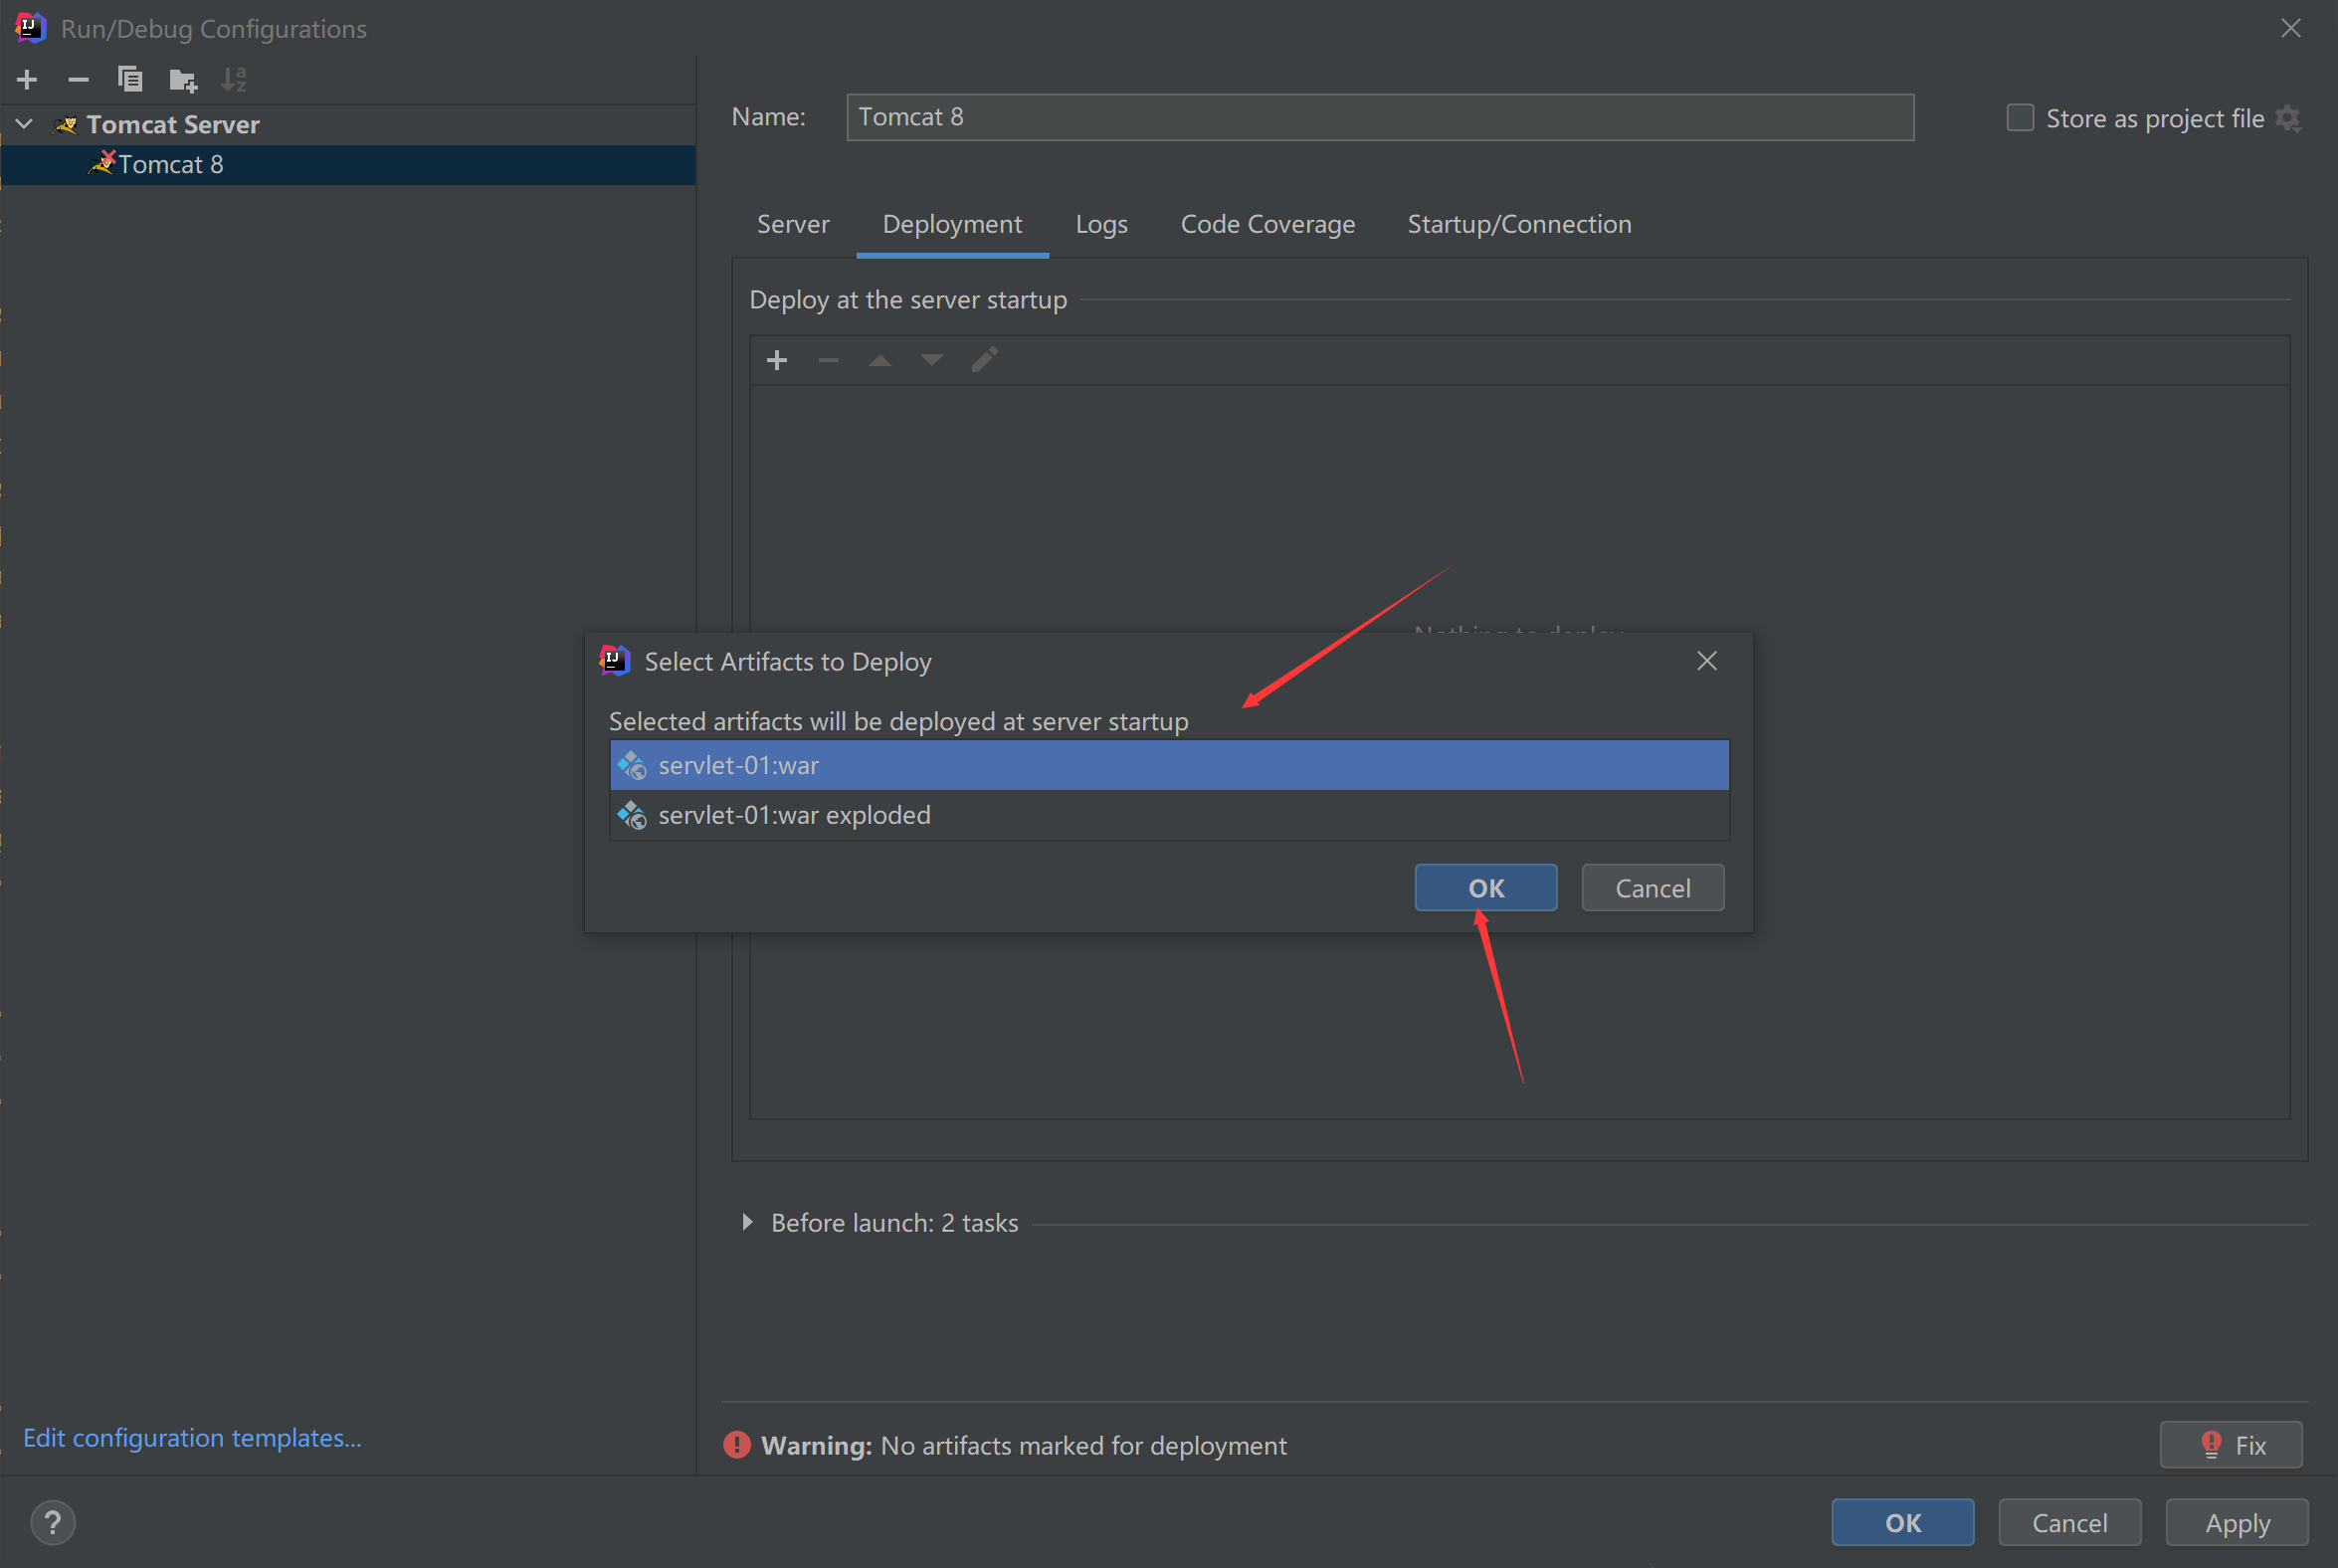 Run/Debug Configurations
Tomcat Server
Tomcat 8
Name:
Tomcat 8
Store as project file
Server
Deployment
Logs
Code Coverage
Startup/Connection
Deploy at the server startup
Nothing to deploy
Select Artifacts to Deploy
Selected artifacts will be deployed at server startup
servlet-01:war
servlet-01:war exploded
OK
Cancel
Before launch: 2 tasks
Edit configuration templates...
Warning: No artifacts marked for deployment
Fix
?
OK
Cancel
Apply